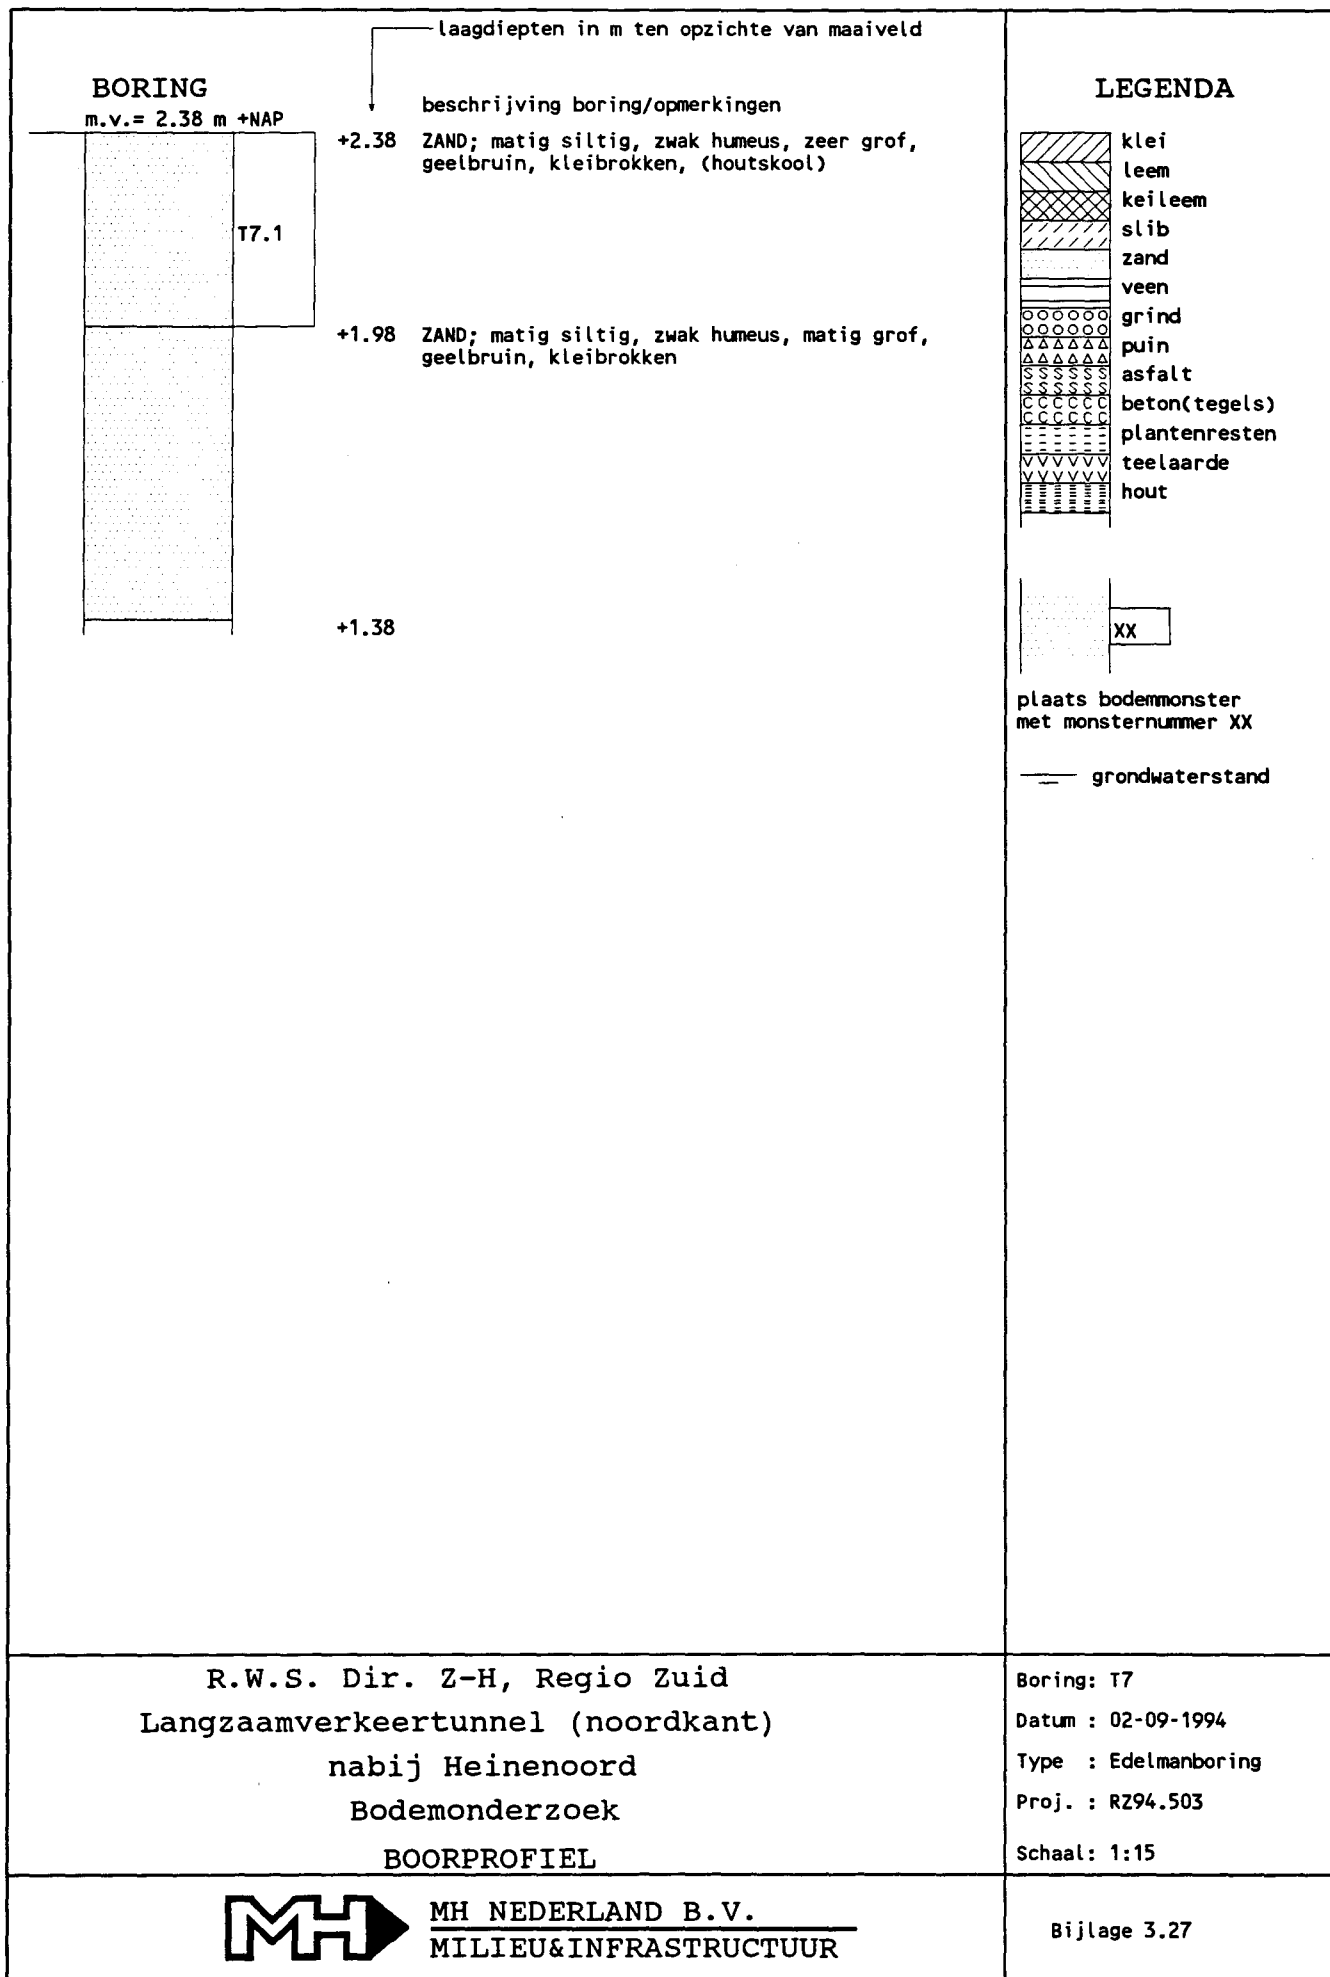 laagdiepten in m ten opzichte van maaiveld
BORING
m.v.= 2.38 m +NAP
beschrijving boring/opmerkingen
+2.38 ZAND; matig siltig, zwak humeus, zeer grof,
geelbruin, kleibrokken, (houtskool)
T7.1
+1.98 ZAND; matig siltig, zwak humeus, matig grof,
geelbruin, kleibrokken
+1.38
LEGENDA
klei
leem
keileem
slib
zand
veen
grind
puin
asfalt
beton(tegels)
plantenresten
teelaarde
hout
XX
plaats bodemmonster
met monsternummer XX
grondwaterstand
R.W.S. Dir. Z-H, Regio Zuid
Langzaamverkeertunnel (noordkant)
nabij Heinenoord
Bodemonderzoek
BOORPROFIEL
Boring: T7
Datum : 02-09-1994
Type : Edelmanboring
Proj. : RZ94.503
Schaal: 1:15
MH
MH NEDERLAND B.V.
MILIEU&INFRASTRUCTUUR
Bijlage 3.27